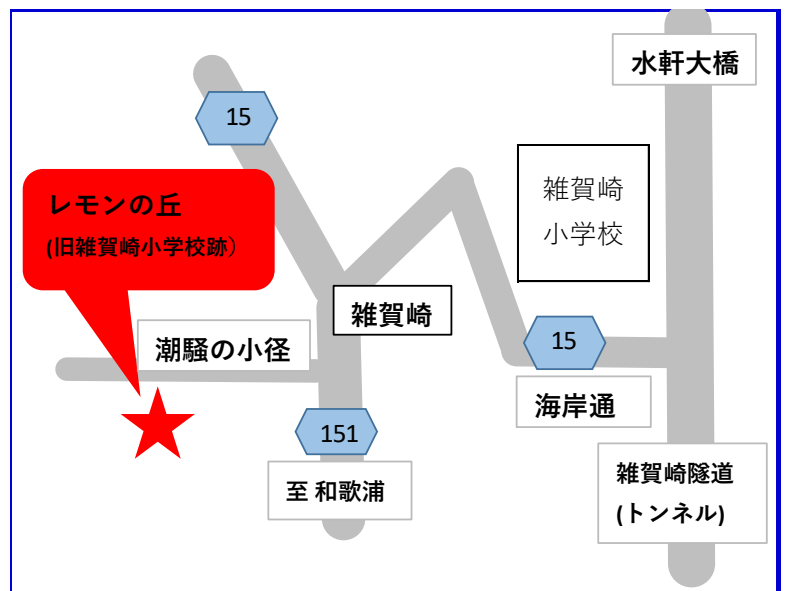 水軒大橋
15
雑賀崎
小学校
レモンの丘
(旧雑賀崎小学校跡）
雑賀崎
潮騒の小径
15
海岸通
151
至 和歌浦
雑賀崎隧道
(トンネル)